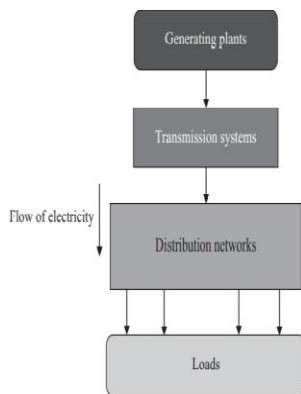 Generating plants
Transmission systems
Flow of electricity
Distribution networks
Loads